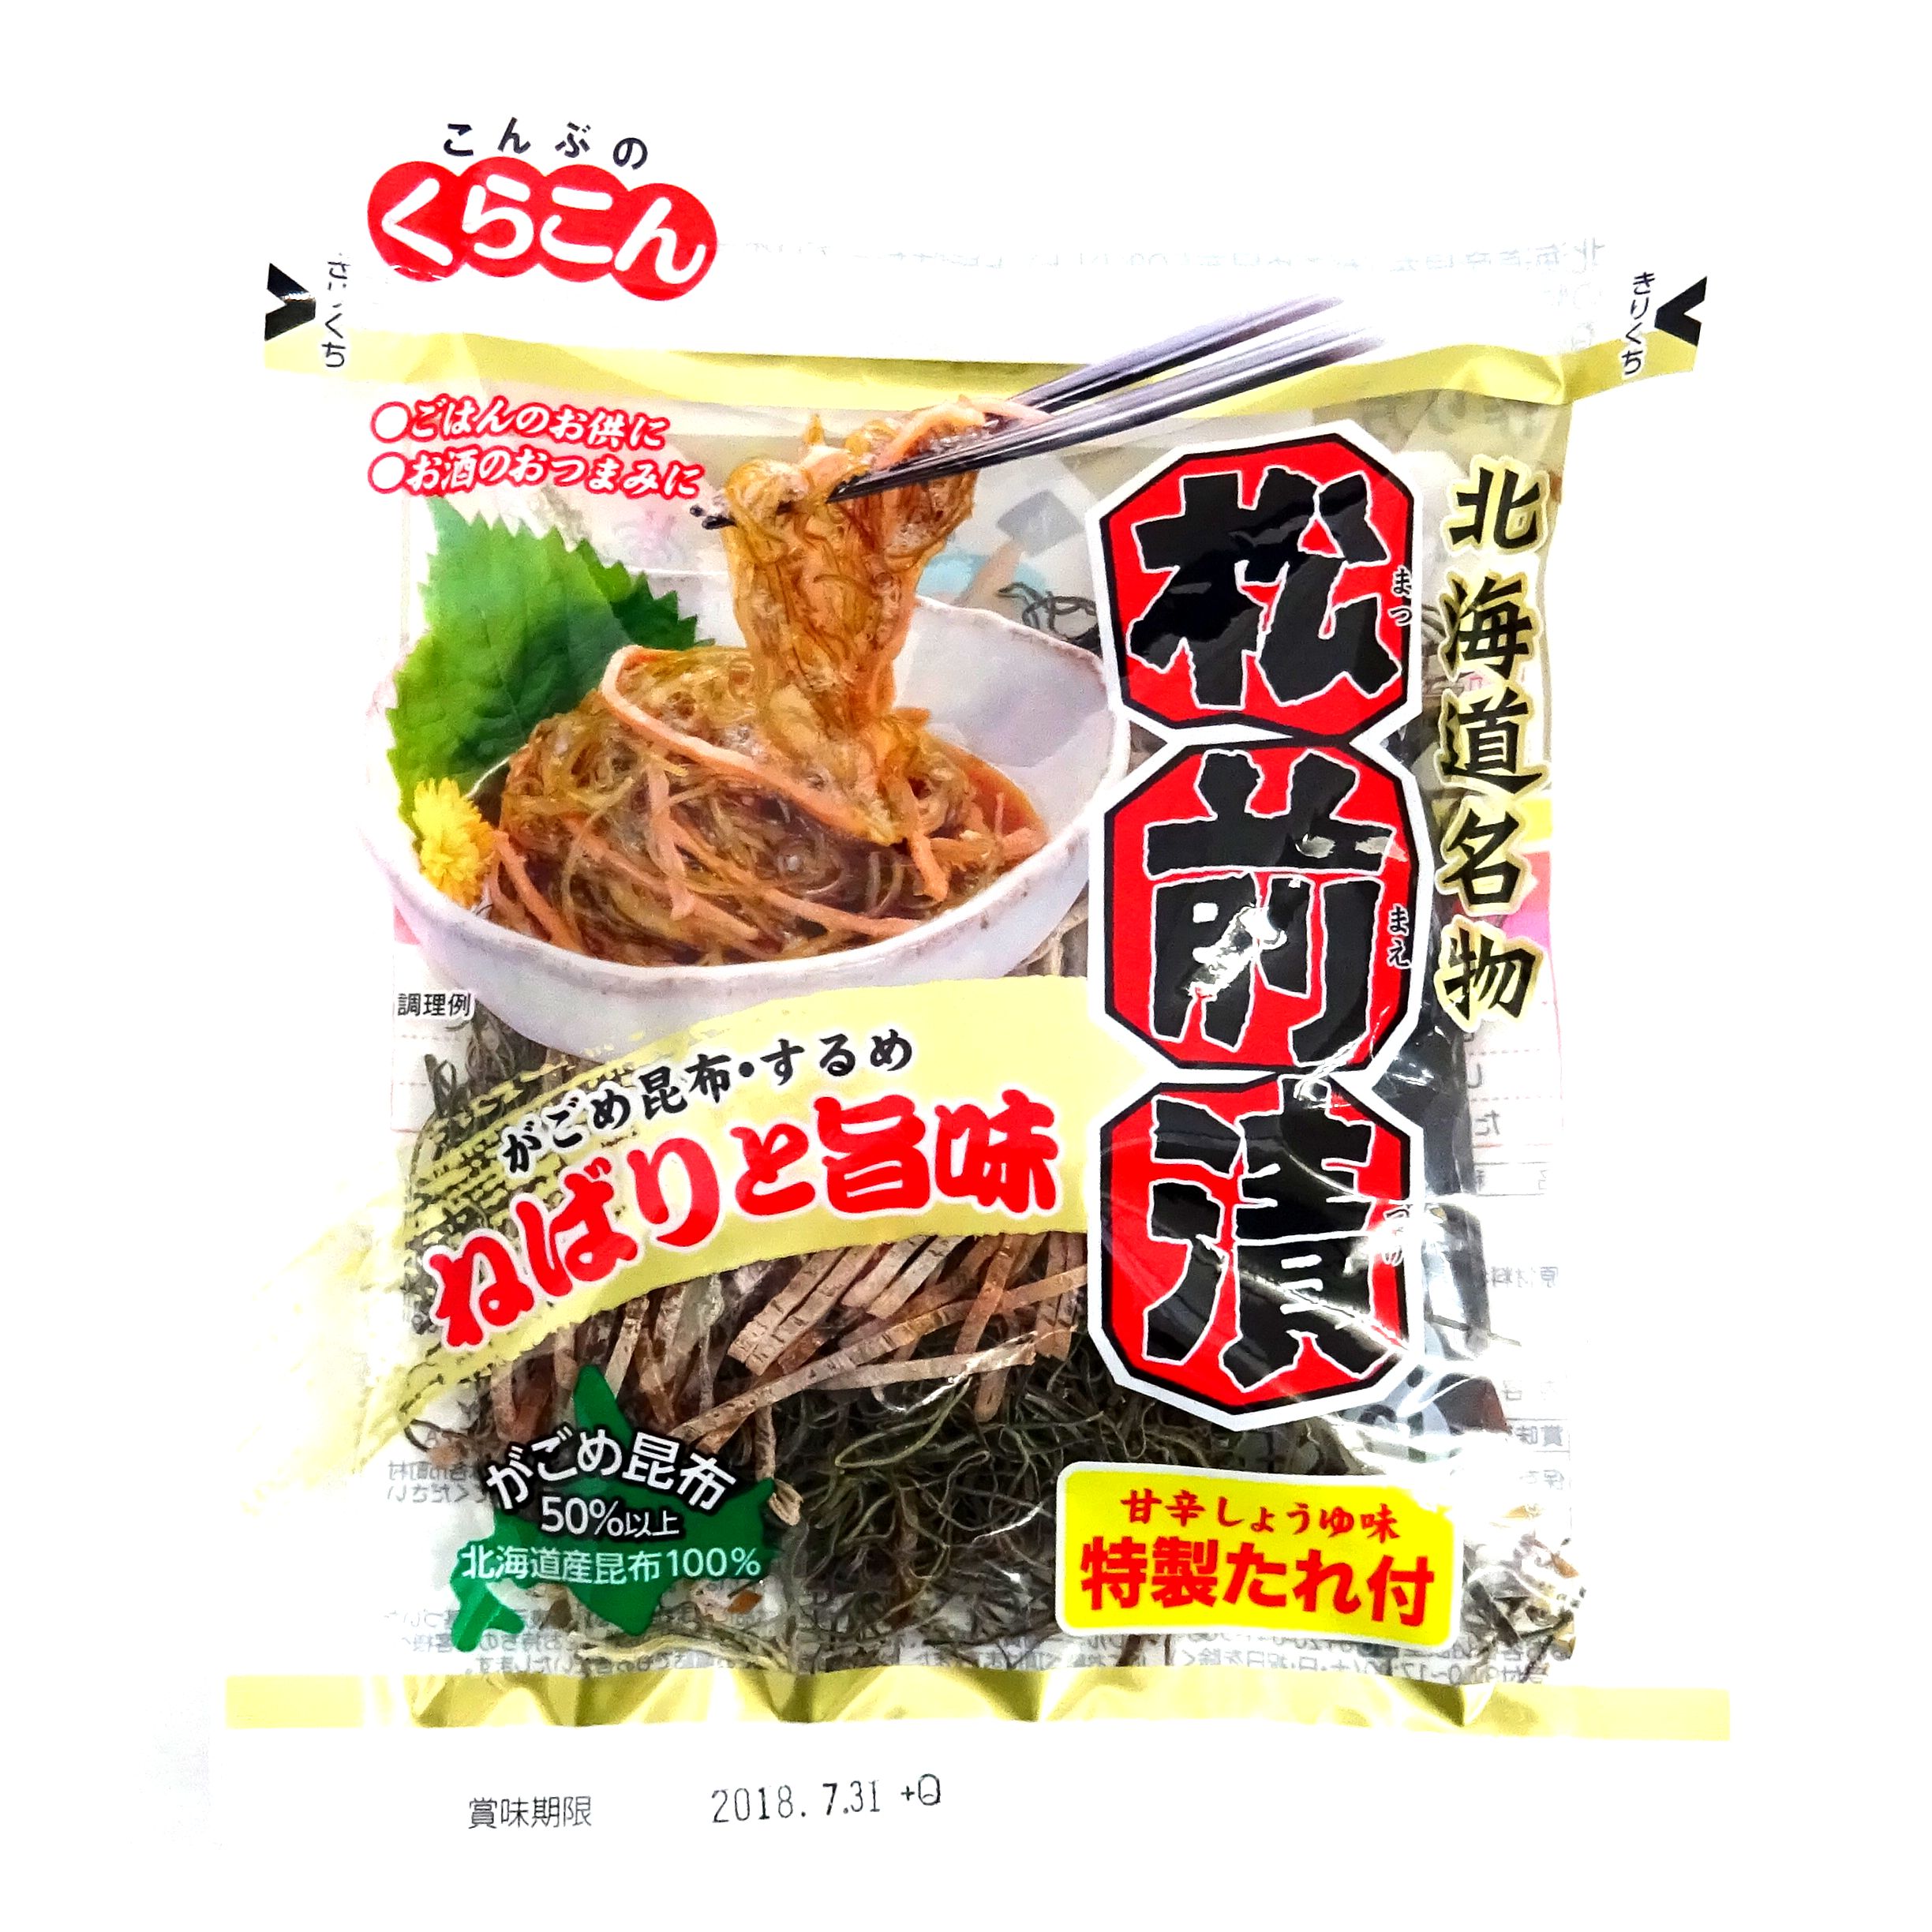 こんぶの
くらこん
きりくち
きりくち
●ごはんのお供に
●お酒のおつまみに
北海道名物
松前漬
まつ
まえ
づけ
調理例
がごめ昆布・するめ
ねばりと旨味
がごめ昆布
50%以上
北海道産昆布100%
甘辛しょうゆ味
特製たれ付
賞味期限 2018.7.31 +Q